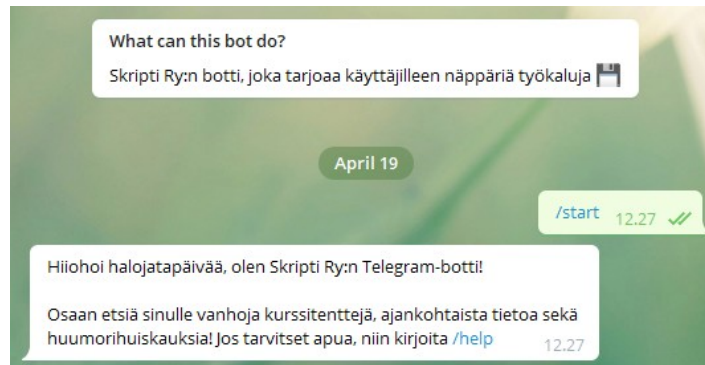 What can this bot do?
Skripti Ry:n botti, joka tarjoaa käyttäjilleen näppäriä työkaluja 💾
April 19
/start 12.27
Hiiohoi halojatapäivää, olen Skripti Ry:n Telegram-botti!
Osaan etsiä sinulle vanhoja kurssitenttejä, ajankohtaista tietoa sekä
huumorihuiskauksia! Jos tarvitset apua, niin kirjoita /help 12.27